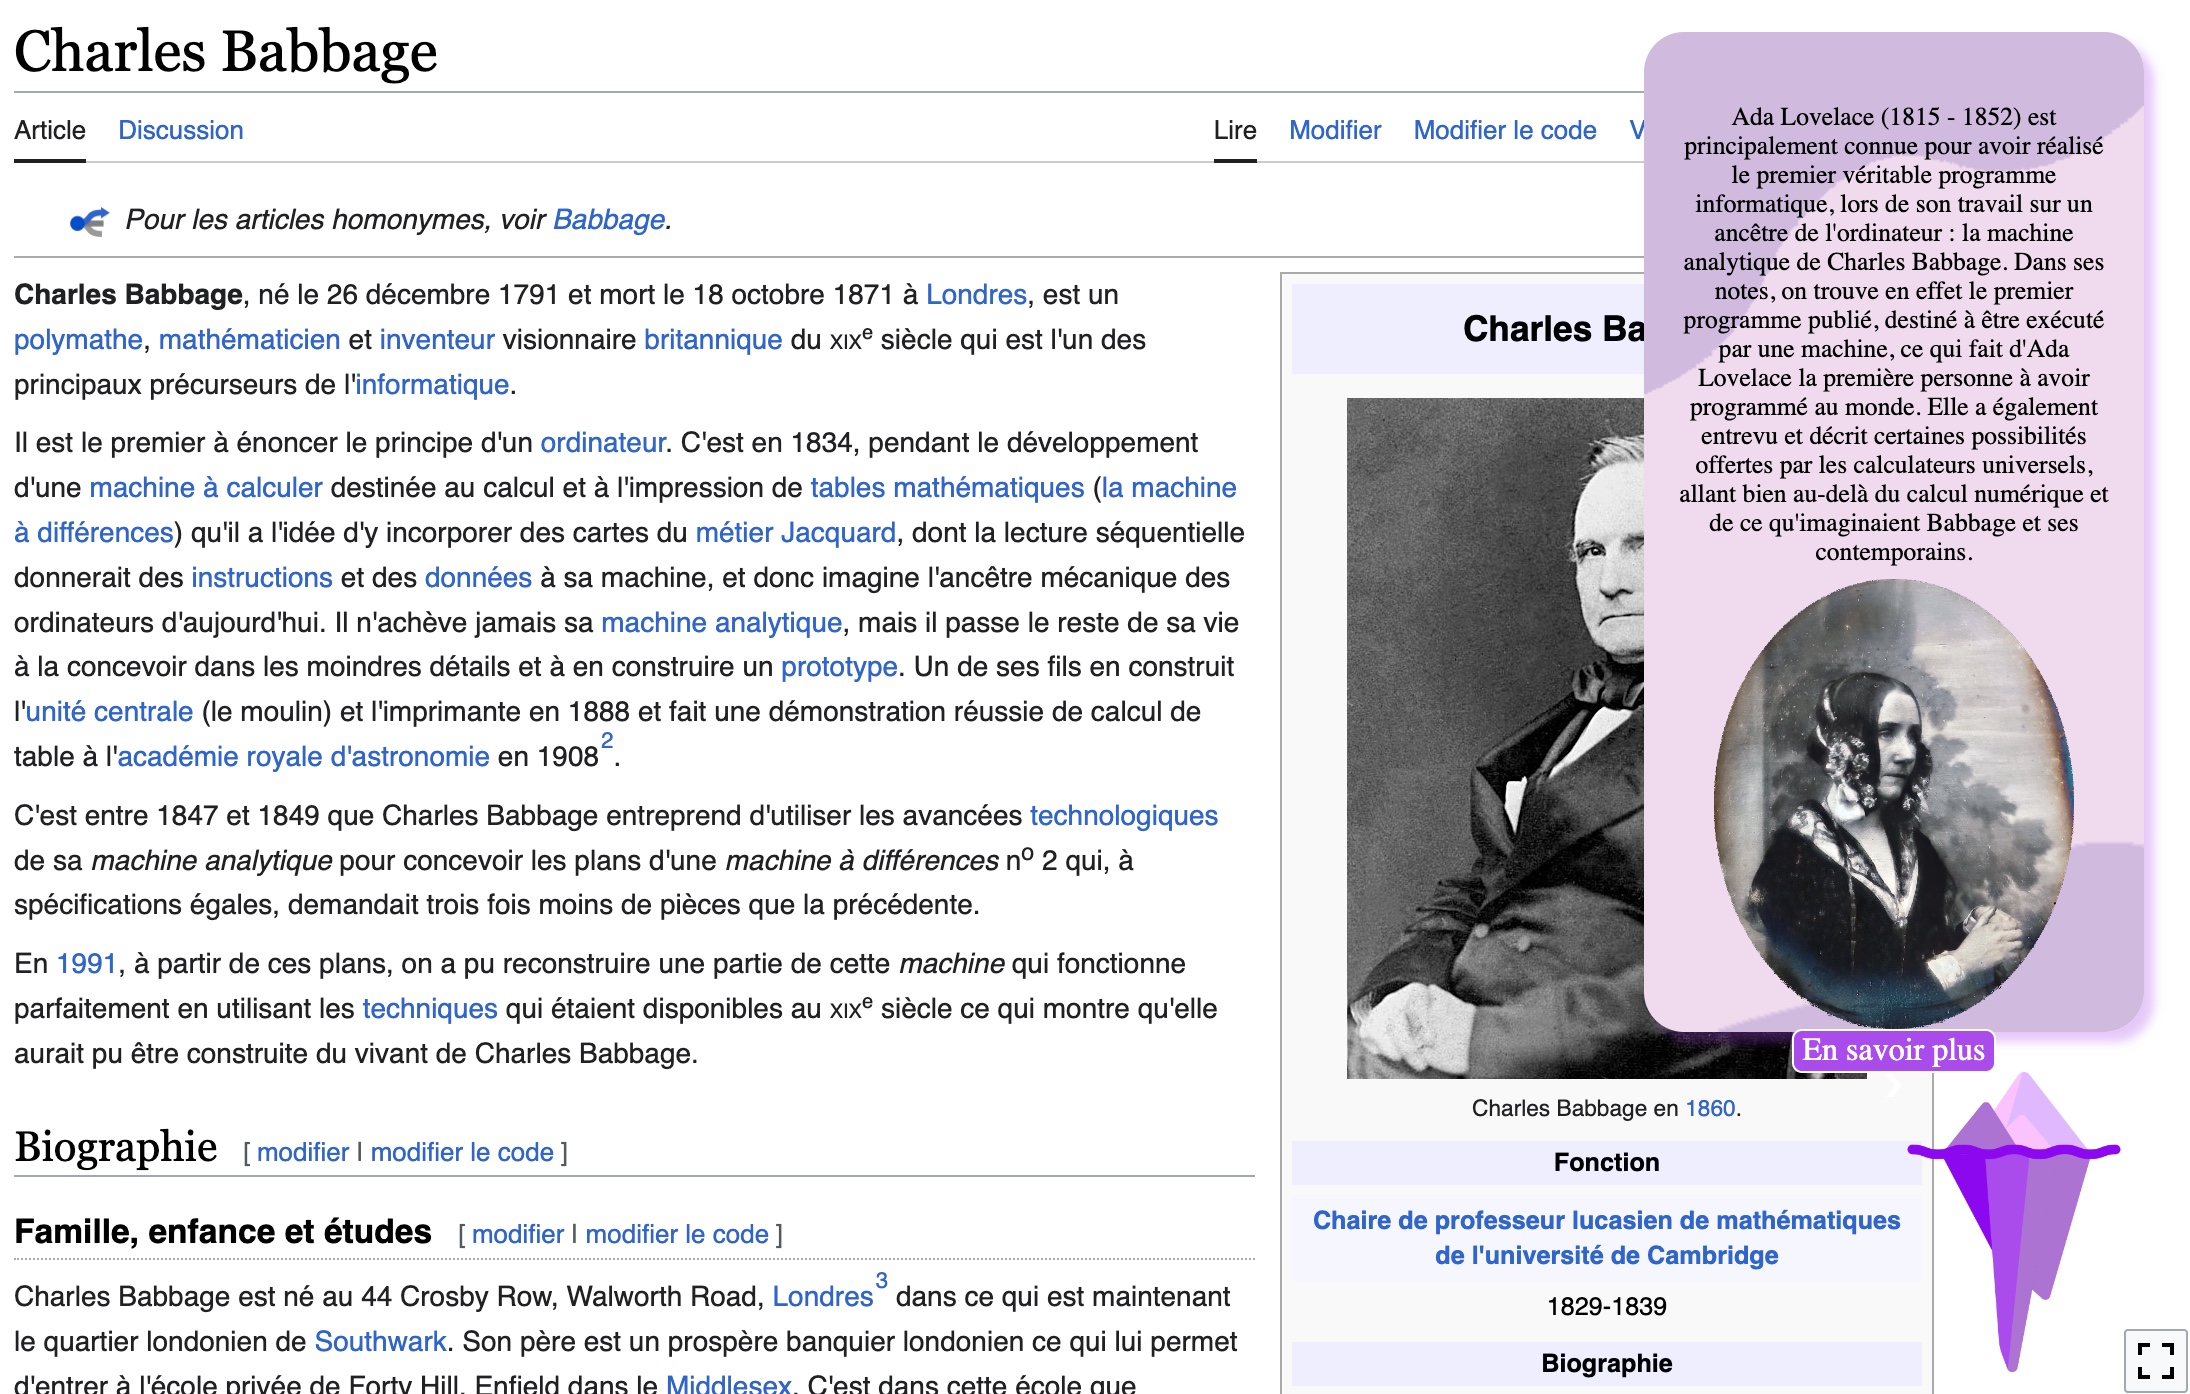 Charles Babbage
Article Discussion Lire Modifier Modifier le code
Pour les articles homonymes, voir Babbage.
Charles Babbage, né le 26 décembre 1791 et mort le 18 octobre 1871 à Londres, est un
polymathe, mathématicien et inventeur visionnaire britannique du XIXe siècle qui est l'un des
principaux précurseurs de l'informatique.
Il est le premier à énoncer le principe d'un ordinateur. C'est en 1834, pendant le développement
d'une machine à calculer destinée au calcul et à l'impression de tables mathématiques (la machine
à différences) qu'il a l'idée d'y incorporer des cartes du métier Jacquard, dont la lecture séquentielle
donnerait des instructions et des données à sa machine, et donc imagine l'ancêtre mécanique des
ordinateurs d'aujourd'hui. Il n'achève jamais sa machine analytique, mais il passe le reste de sa vie
à la concevoir dans les moindres détails et à en construire un prototype. Un de ses fils en construit
l'unité centrale (le moulin) et l'imprimante en 1888 et fait une démonstration réussie de calcul de
table à l'académie royale d'astronomie en 1908 2.
C'est entre 1847 et 1849 que Charles Babbage entreprend d'utiliser les avancées technologiques
de sa machine analytique pour concevoir les plans d'une machine à différences no 2 qui, à
spécifications égales, demandait trois fois moins de pièces que la précédente.
En 1991, à partir de ces plans, on a pu reconstruire une partie de cette machine qui fonctionne
parfaitement en utilisant les techniques qui étaient disponibles au XIXe siècle ce qui montre qu'elle
aurait pu être construite du vivant de Charles Babbage.
Biographie [ modifier | modifier le code ]
Famille, enfance et études [ modifier | modifier le code ]
Charles Babbage est né au 44 Crosby Row, Walworth Road, Londres 3 dans ce qui est maintenant
le quartier londonien de Southwark. Son père est un prospère banquier londonien ce qui lui permet
d'entrer à l'école privée de Forty Hill, Enfield dans le Middlesex. C'est dans cette école que
Charles Ba
Charles Babbage en 1860.
Fonction
Chaire de professeur lucasien de mathématiques
de l'université de Cambridge
1829-1839
Biographie
Ada Lovelace (1815 - 1852) est
principalement connue pour avoir réalisé
le premier véritable programme
informatique, lors de son travail sur un
ancêtre de l'ordinateur : la machine
analytique de Charles Babbage. Dans ses
notes, on trouve en effet le premier
programme publié, destiné à être exécuté
par une machine, ce qui fait d'Ada
Lovelace la première personne à avoir
programmé au monde. Elle a également
entrevu et décrit certaines possibilités
offertes par les calculateurs universels,
allant bien au-delà du calcul numérique et
de ce qu'imaginaient Babbage et ses
contemporains.
En savoir plus